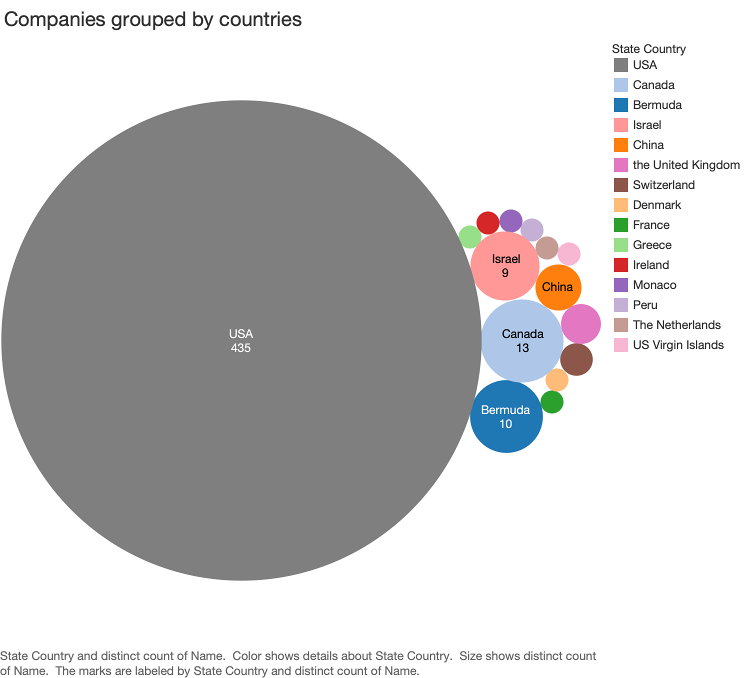 Companies grouped by countries
State Country
USA
Canada
Bermuda
Israel
China
the United Kingdom
Switzerland
Denmark
France
Greece
Ireland
Monaco
Peru
The Netherlands
US Virgin Islands
Israel
9
China
USA
435
Canada
13
Bermuda
10
State Country and distinct count of Name.  Color shows details about State Country.  Size shows distinct count
of Name.  The marks are labeled by State Country and distinct count of Name.